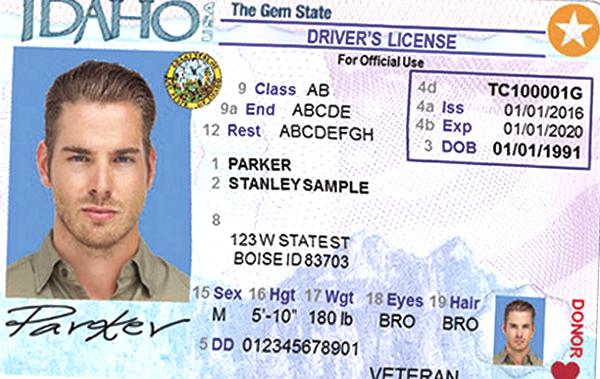 IDAHO USA
The Gem State
DRIVER'S LICENSE
For Official Use
9 Class AB
9a End ABCDE
12 Rest ABCDEFGH
4d TC100001G
4a Iss 01/01/2016
4b Exp 01/01/2020
3 DOB 01/01/1991
1 PARKER
2 STANLEY SAMPLE
8
123 W STATE ST
BOISE ID 83703
15 Sex 16 Hgt 17 Wgt 18 Eyes 19 Hair
M 5'-10" 180 lb BRO BRO
5 DD 012345678901
VETERAN
DONOR
Parker